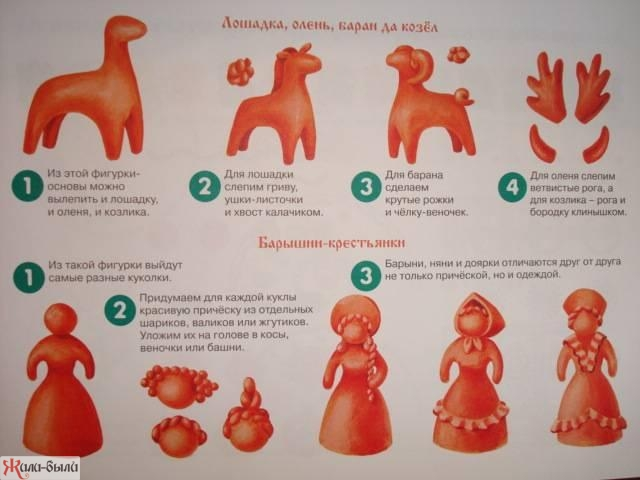 Лошадка, олень, баран да козёл
1
Из этой фигурки-
основы можно
вылепить и лошадку,
и оленя, и козлика.
2
Для лошадки
слепим гриву,
ушки-листочки
и хвост калачиком.
3
Для барана
сделаем
крутые рожки
и чёлку-веночек.
4
Для оленя слепим
ветвистые рога, а
для козлика – рога и
бородку клинышком.
Барышни-крестьянки
1
Из такой фигурки выйдут
самые разные куколки.
2
Придумаем для каждой куклы
красивую причёску из отдельных
шариков, валиков или жгутиков.
Уложим их на голове в косы,
веночки или башни.
3
Барыни, няни и доярки отличаются друг от друга
не только причёской, но и одеждой.
Жили-были